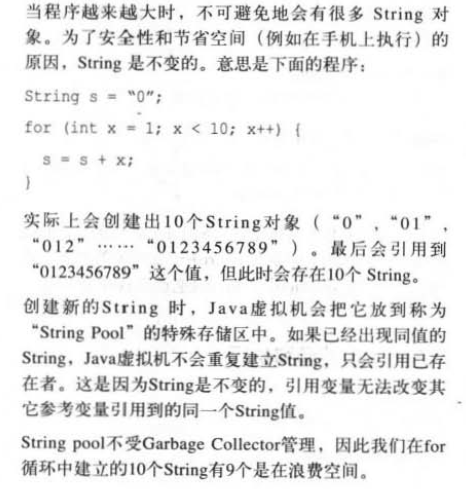 当程序越来越大时，不可避免地会有很多 String 对
象。为了安全性和节省空间（例如在手机上执行）的
原因，String 是不变的。意思是下面的程序：
String s = “0”;
for (int x = 1; x < 10; x++) {
s = s + x;
}
实际上会创建出10个String对象（“0”，“01”，
“012” ……“0123456789”）。最后会引用到
“0123456789”这个值，但此时会存在10个 String。
创建新的String 时，Java虚拟机会把它放到称为
“String Pool”的特殊存储区中。如果已经出现同值的
String，Java虚拟机不会重复建立String，只会引用已存
在者。这是因为String是不变的，引用变量无法改变其
它参考变量引用到的同一个String值。
String pool不受Garbage Collector管理，因此我们在for
循环中建立的10个String有9个是在浪费空间。